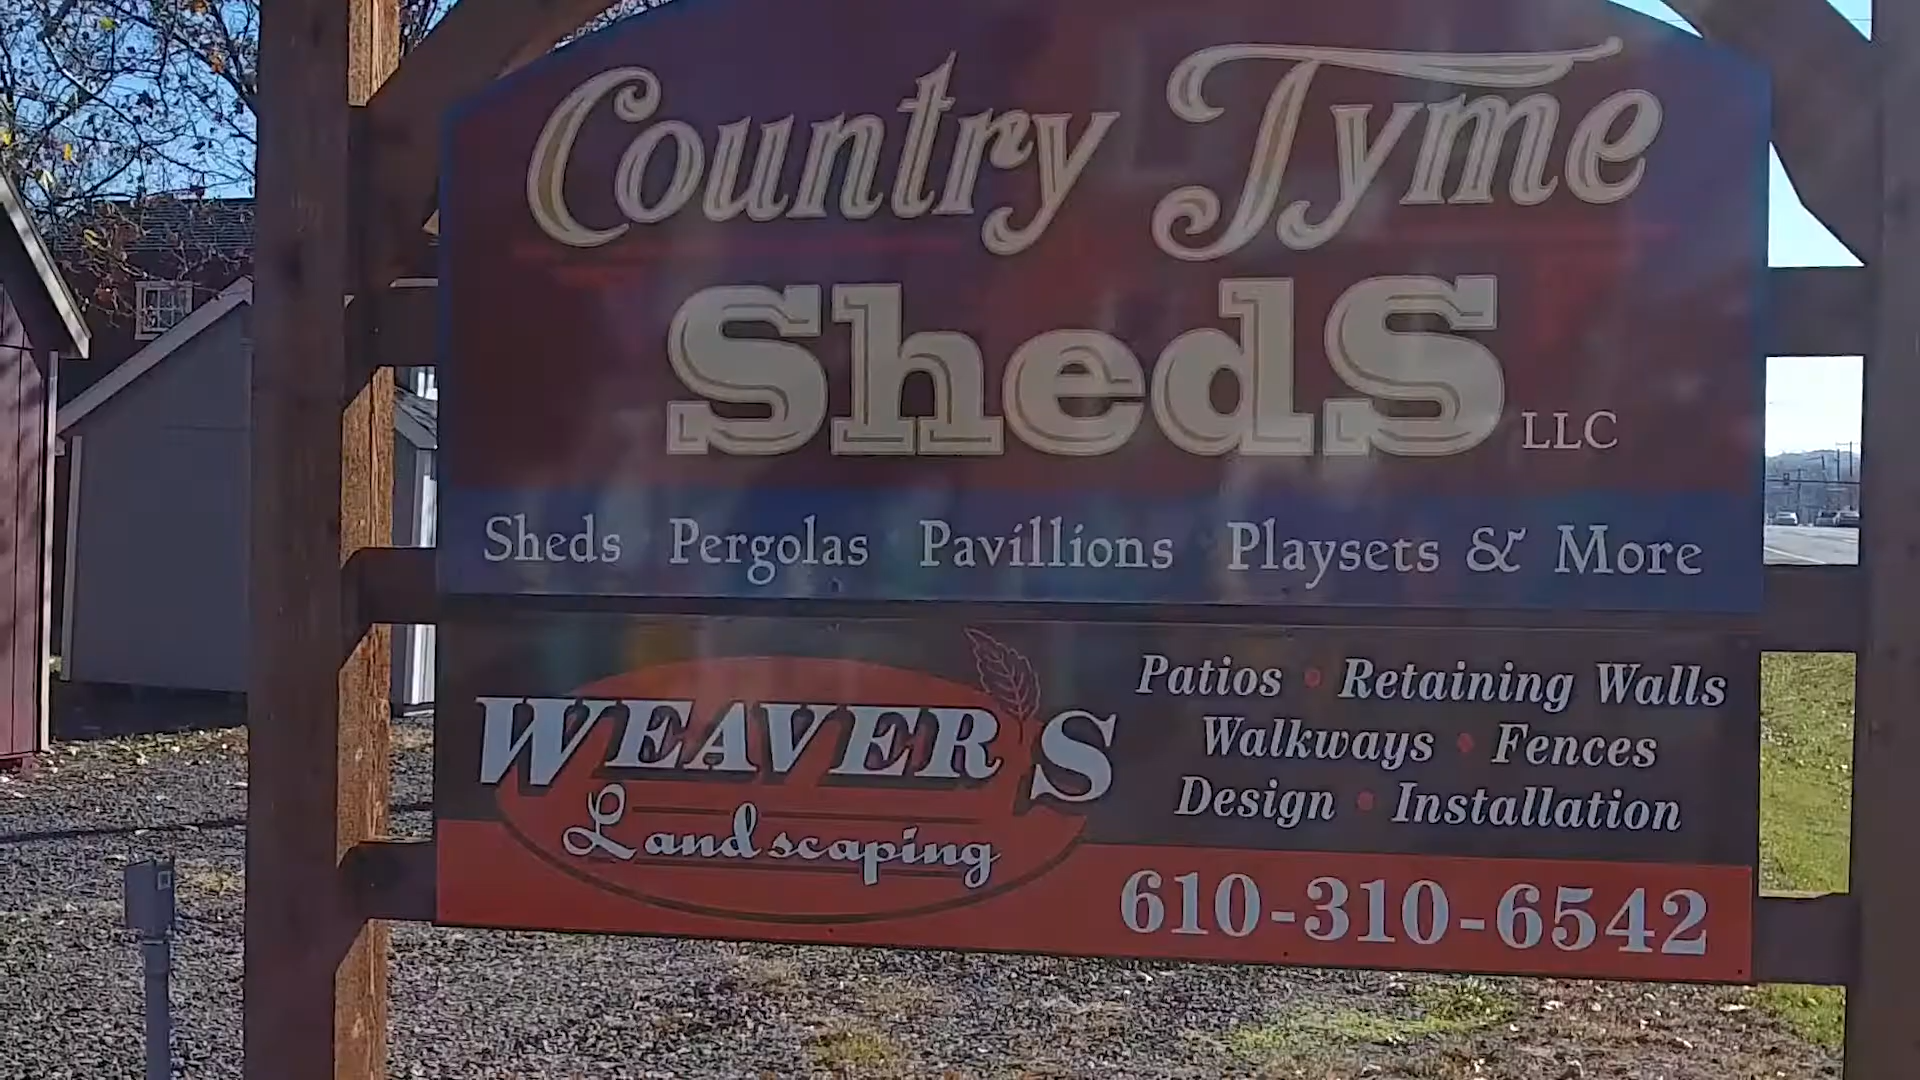 Country Tyme
Sheds LLC
Sheds Pergolas Pavillions Playsets & More
WEAVER'S
Landscaping
Patios • Retaining Walls
Walkways • Fences
Design • Installation
610-310-6542